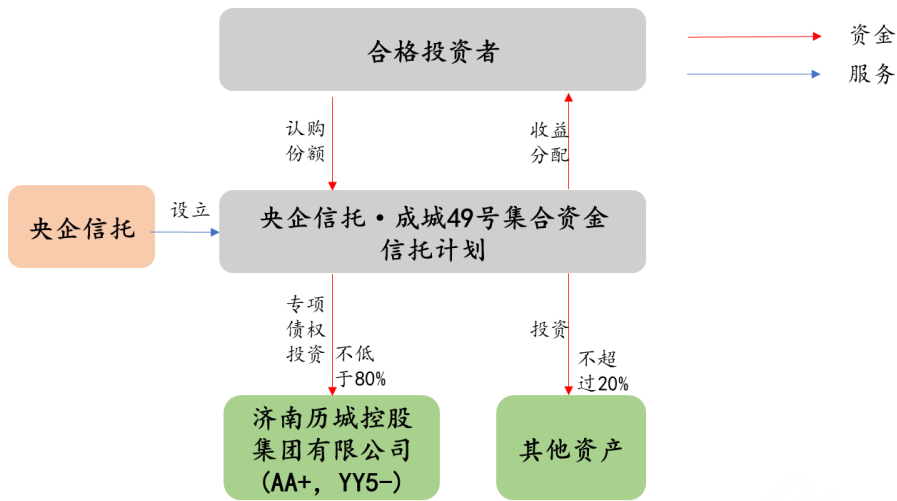 合格投资者
资金
服务
认购
份额
收益
分配
央企信托
设立
央企信托·成城49号集合资金
信托计划
专项
债权
投资
不低
于80%
投资
不超
过20%
济南历城控股
集团有限公司
(AA+, YY5-)
其他资产